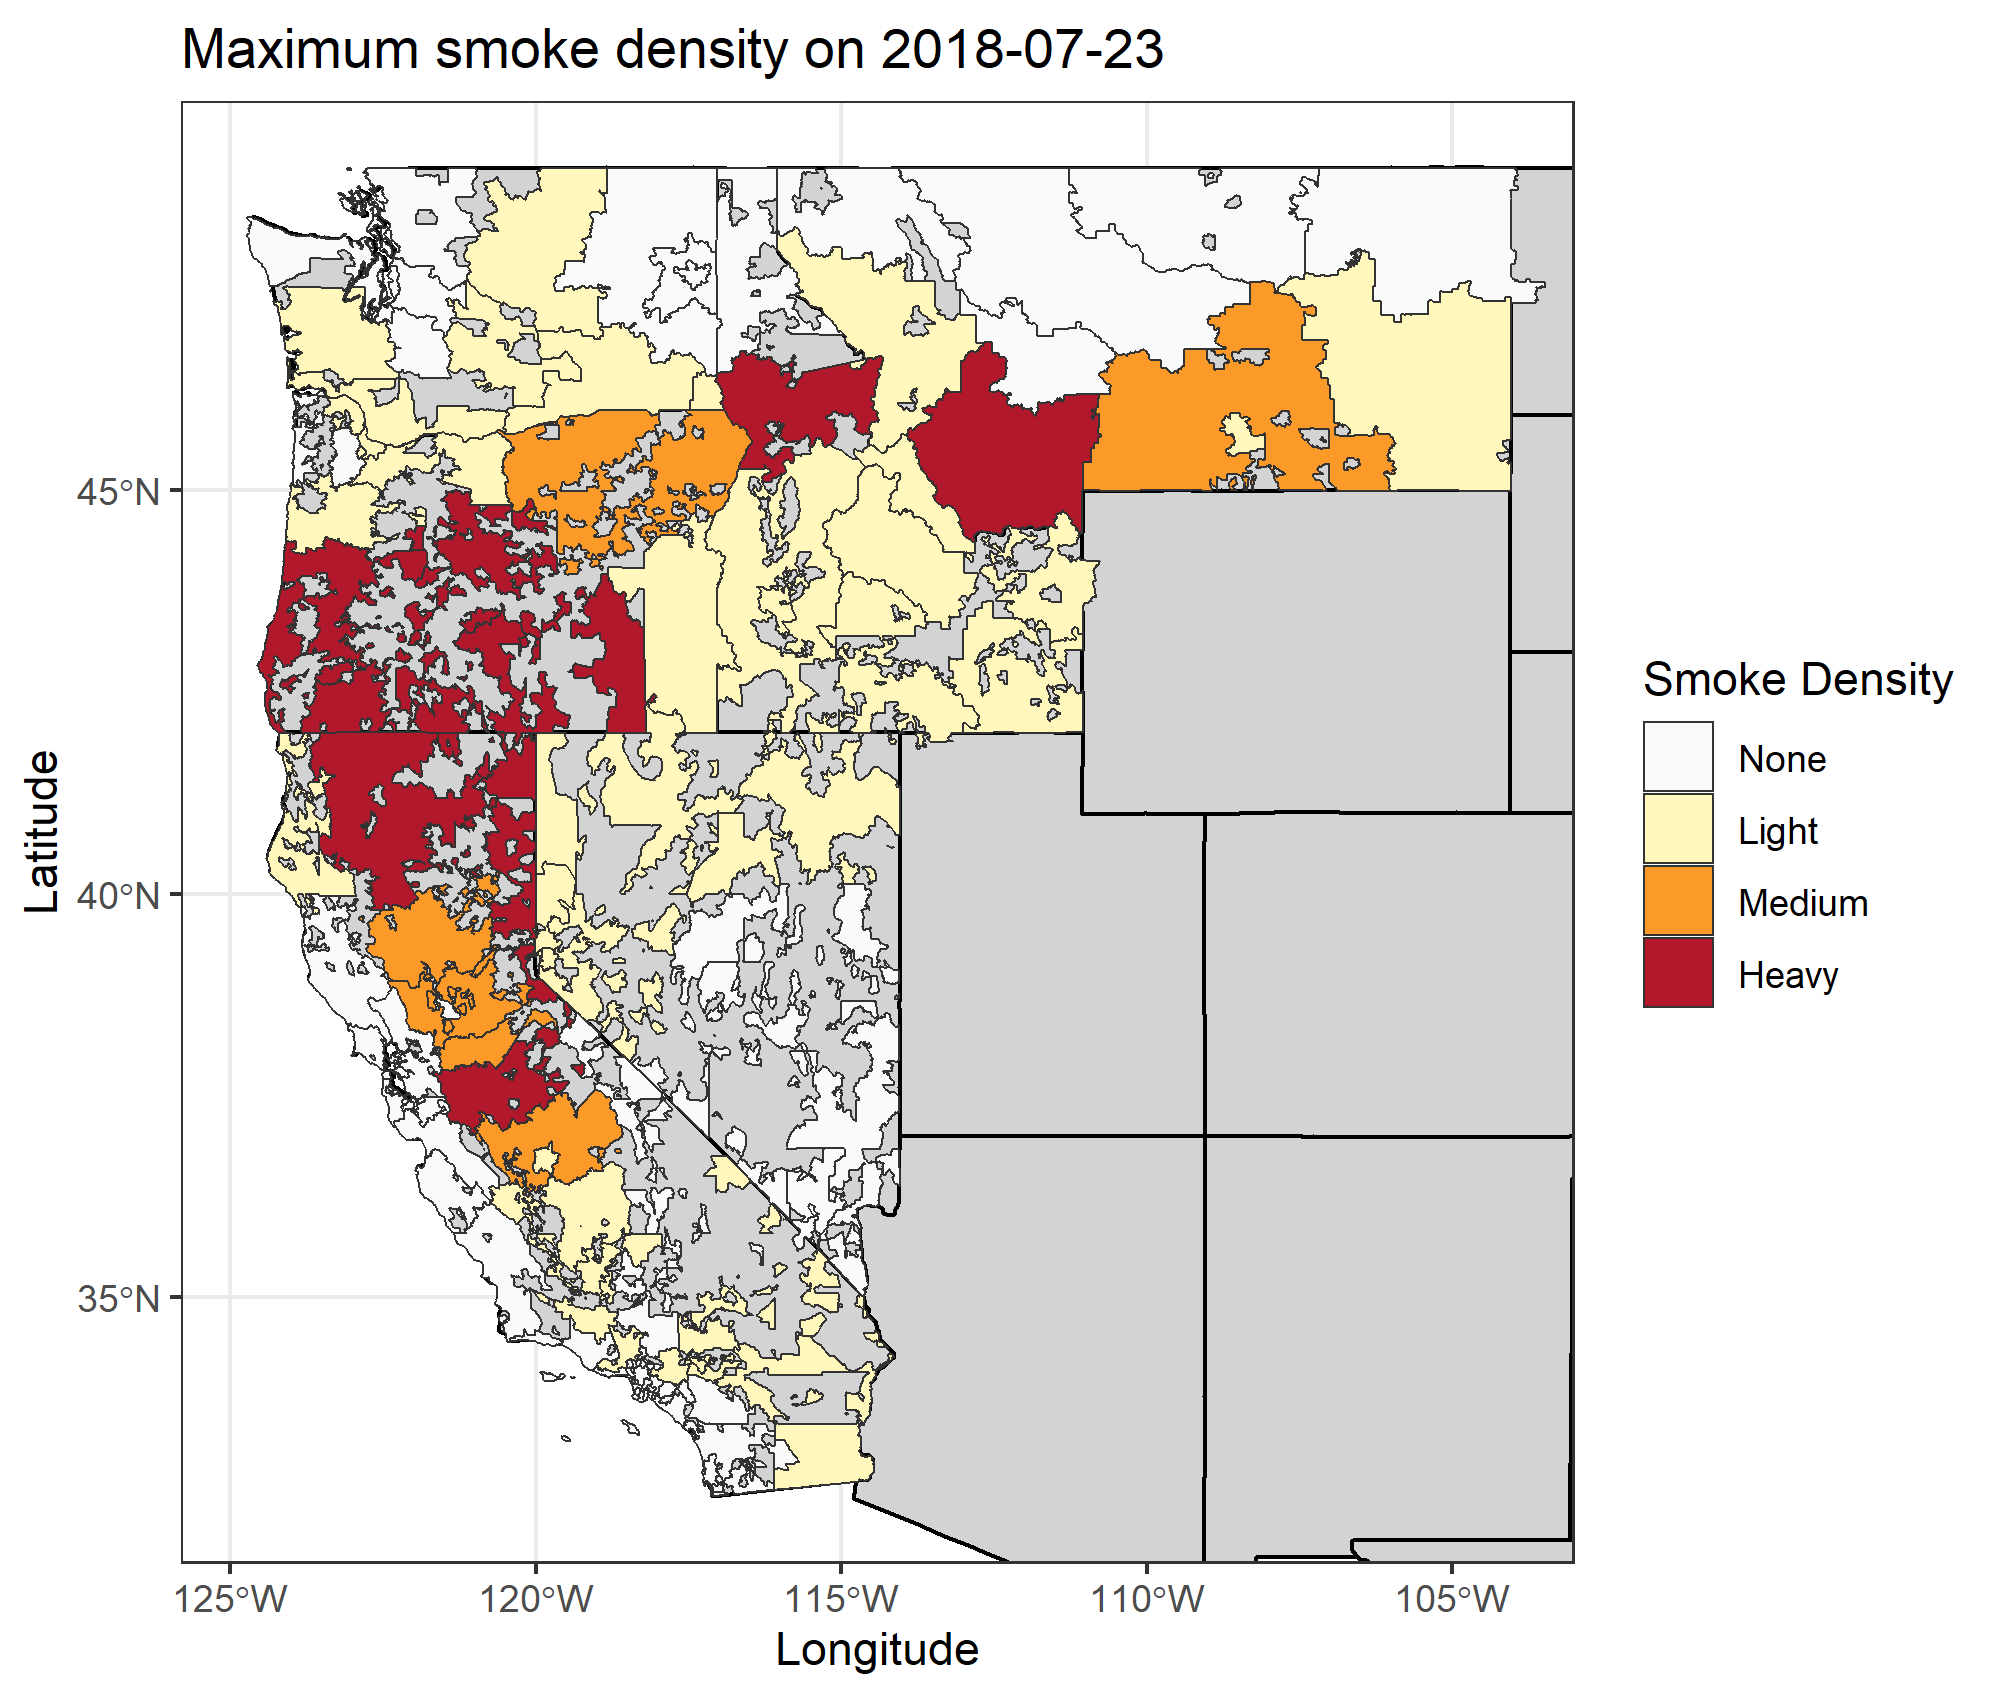 Maximum smoke density on 2018-07-23
45°N
40°N
35°N
Latitude
125°W
120°W
115°W
110°W
105°W
Longitude
Smoke Density
None
Light
Medium
Heavy